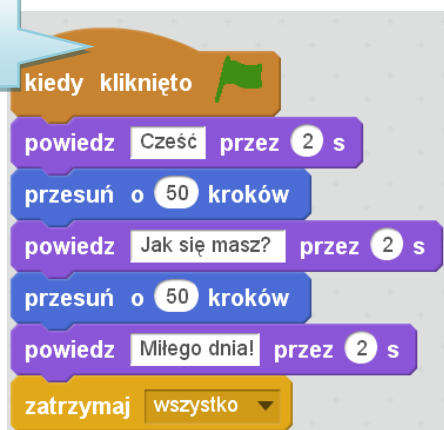 kiedy kliknięto
powiedz Cześć przez 2 s
przesuń o 50 kroków
powiedz Jak się masz? przez 2 s
przesuń o 50 kroków
powiedz Miłego dnia! przez 2 s
zatrzymaj wszystko